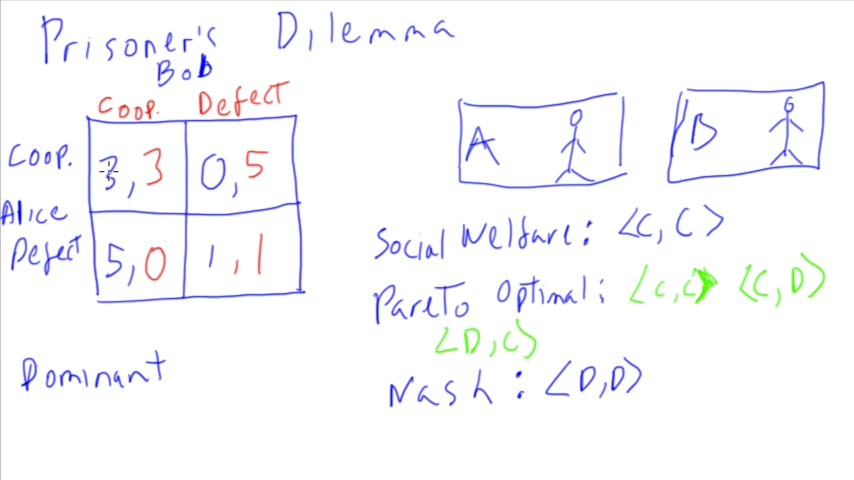 Prisoner's Dilemma
Bob
Coop. Defect
Coop. 3,3 0,5
Alice
Defect 5,0 1,1
A B
Social Welfare: <C, C>
Pareto Optimal: <C,C> <C,D>
<D,C>
Dominant
Nash: <D,D>